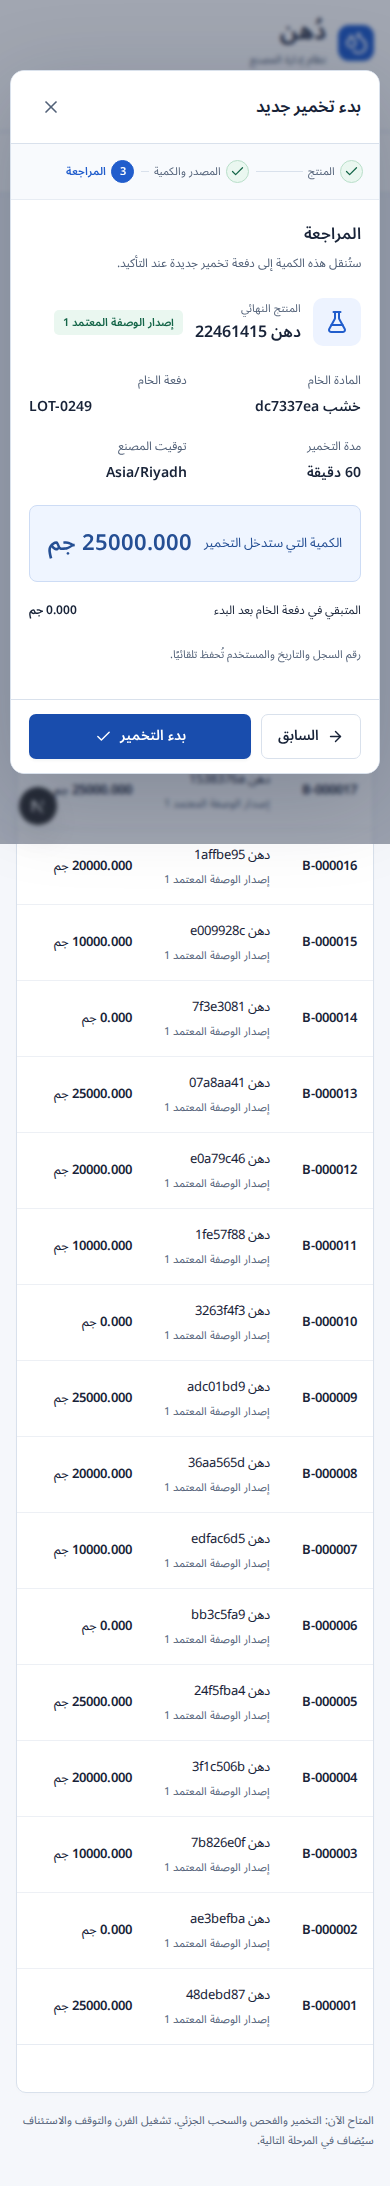 دُهن
نظام إدارة المصنع
بدء تخمير جديد
المنتج
المصدر والكمية
3 المراجعة
المراجعة
ستُنقل هذه الكمية إلى دفعة تخمير جديدة عند التأكيد.
المنتج النهائي
دهن 22461415
إصدار الوصفة المعتمد 1
المادة الخام
دفعة الخام
خشب dc7337ea
LOT-0249
مدة التخمير
توقيت المصنع
60 دقيقة
Asia/Riyadh
الكمية التي ستدخل التخمير 25000.000 جم
المتبقي في دفعة الخام بعد البدء 0.000 جم
رقم السجل والتاريخ والمستخدم تُحفظ تلقائيًا.
السابق
بدء التخمير
B-000017 25000.000 جم
إصدار الوصفة المعتمد 1
دهن 1affbe95
B-000016 20000.000 جم
إصدار الوصفة المعتمد 1
دهن e009928c
B-000015 10000.000 جم
إصدار الوصفة المعتمد 1
دهن 7f3e3081
B-000014 0.000 جم
إصدار الوصفة المعتمد 1
دهن 07a8aa41
B-000013 25000.000 جم
إصدار الوصفة المعتمد 1
دهن e0a79c46
B-000012 20000.000 جم
إصدار الوصفة المعتمد 1
دهن 1fe57f88
B-000011 10000.000 جم
إصدار الوصفة المعتمد 1
دهن 3263f4f3
B-000010 0.000 جم
إصدار الوصفة المعتمد 1
دهن adc01bd9
B-000009 25000.000 جم
إصدار الوصفة المعتمد 1
دهن 36aa565d
B-000008 20000.000 جم
إصدار الوصفة المعتمد 1
دهن edfac6d5
B-000007 10000.000 جم
إصدار الوصفة المعتمد 1
دهن bb3c5fa9
B-000006 0.000 جم
إصدار الوصفة المعتمد 1
دهن 24f5fba4
B-000005 25000.000 جم
إصدار الوصفة المعتمد 1
دهن 3f1c506b
B-000004 20000.000 جم
إصدار الوصفة المعتمد 1
دهن 7b826e0f
B-000003 10000.000 جم
إصدار الوصفة المعتمد 1
دهن ae3befba
B-000002 0.000 جم
إصدار الوصفة المعتمد 1
دهن 48debd87
B-000001 25000.000 جم
إصدار الوصفة المعتمد 1
المتاح الآن: التخمير والفحص والسحب الجزئي. تشغيل الفرن والتوقف والاستئناف
سيُضاف في المرحلة التالية.